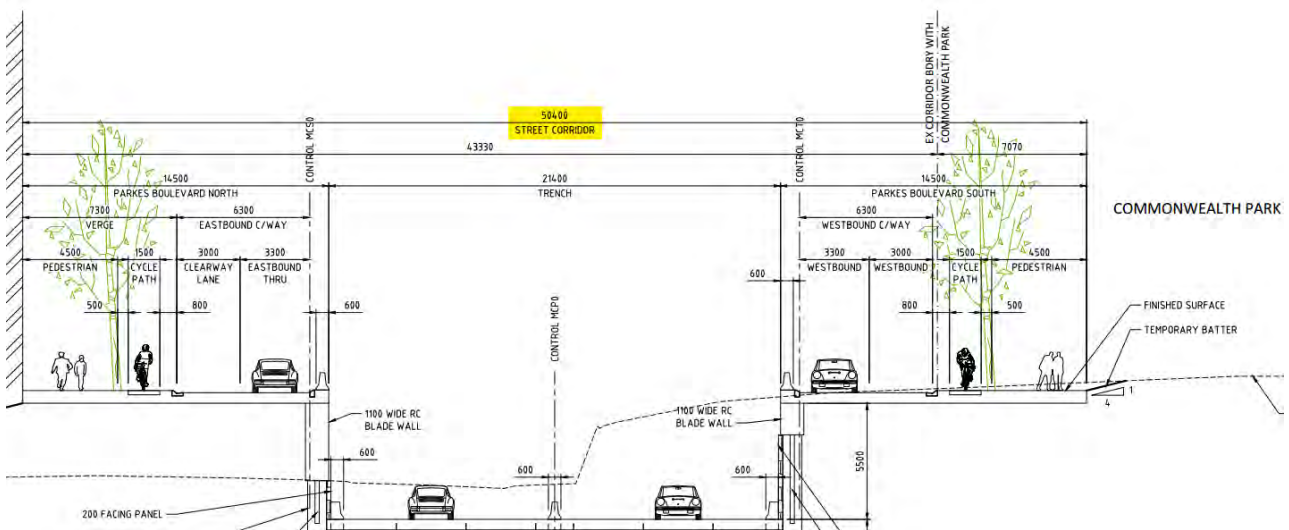 50400
STREET CORRIDOR
CONTROL MC50
CONTROL MC70
EX CORRIDOR BDRY WITH
COMMONWEALTH PARK
43330
7070
14500
PARKES BOULEVARD NORTH
21400
TRENCH
14500
PARKES BOULEVARD SOUTH
COMMONWEALTH PARK
7300
VERGE
6300
EASTBOUND C/WAY
6300
WESTBOUND C/WAY
4500
PEDESTRIAN
1500
CYCLE
PATH
3000
CLEARWAY
LANE
3300
EASTBOUND
THRU
3300
WESTBOUND
3000
WESTBOUND
1500
CYCLE
PATH
4500
PEDESTRIAN
600
500
800
600
800
500
CONTROL MCP0
FINISHED SURFACE
TEMPORARY BATTER
1
4
1100 WIDE RC
BLADE WALL
1100 WIDE RC
BLADE WALL
5500
600
600
600
200 FACING PANEL